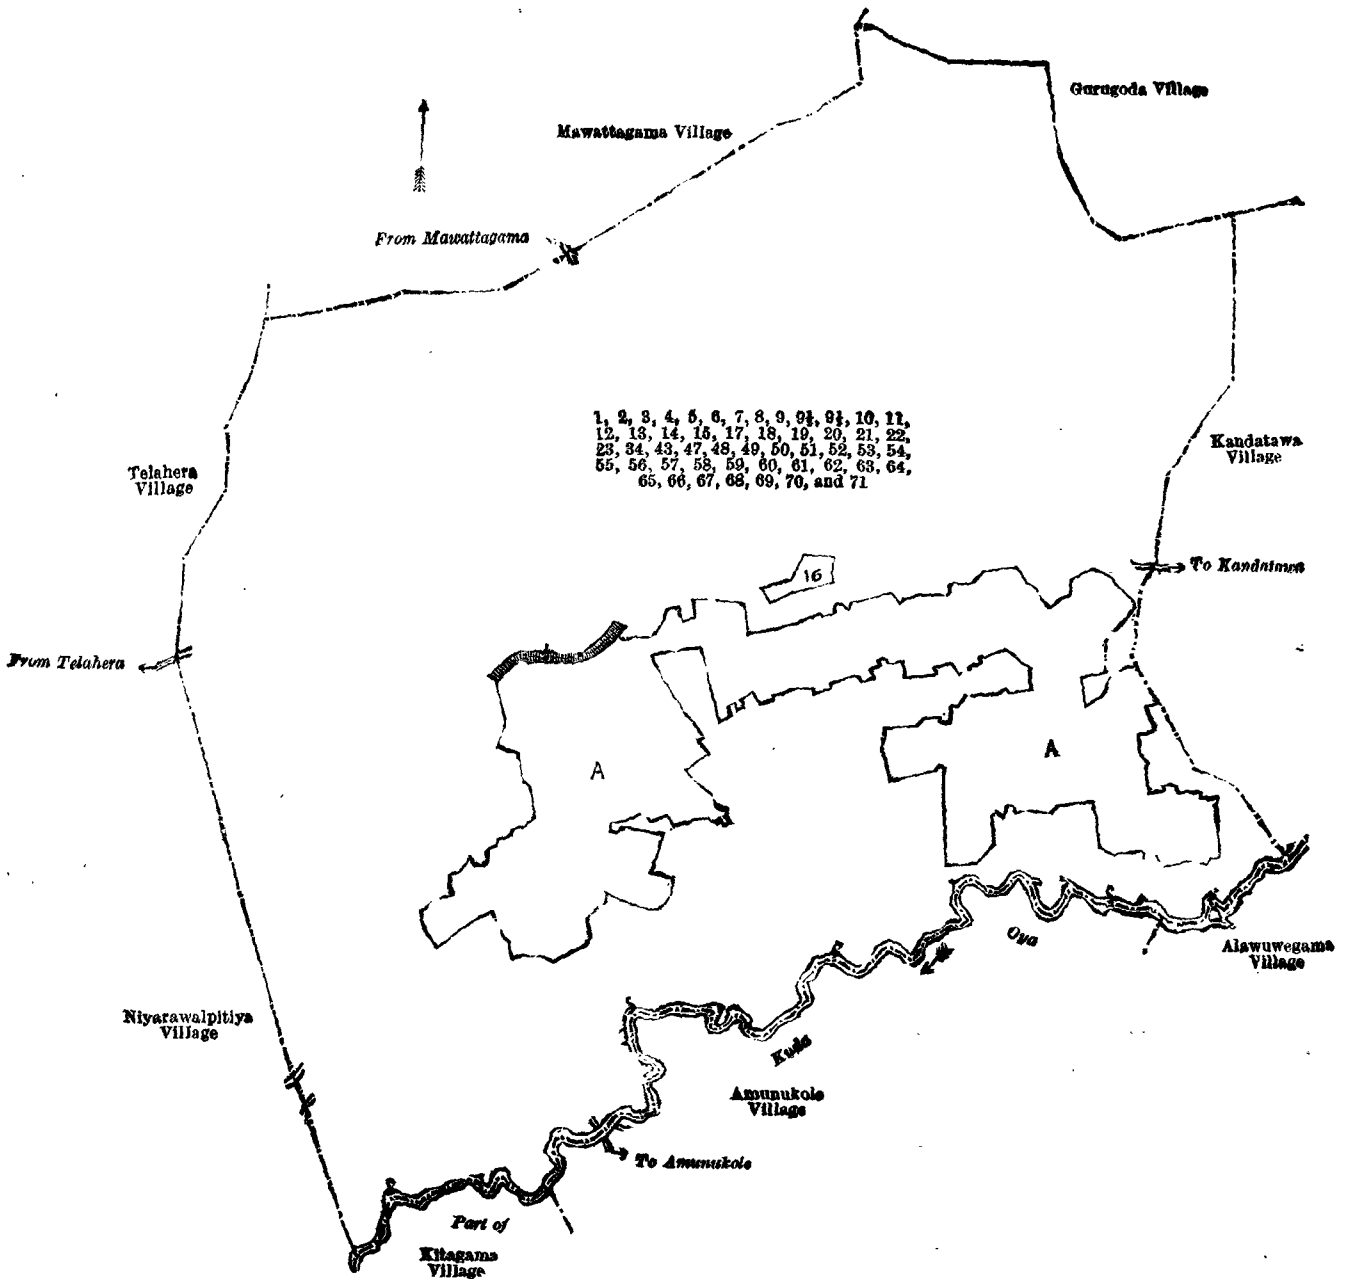 Gurugoda Village
Mawattagama Village
From Mawattagama
1, 2, 3, 4, 5, 6, 7, 8, 9, 9½, 9¾, 10, 11,
12, 13, 14, 15, 17, 18, 19, 20, 21, 22,
23, 34, 43, 47, 48, 49, 50, 51, 52, 53, 54,
55, 56, 57, 58, 59, 60, 61, 62, 63, 64,
65, 66, 67, 68, 69, 70, and 71
Kandatawa
Village
Telahera
Village
To Kandatawa
16
From Telahera
A
A
Oya
Alawuwegama
Village
Niyarawalpitiya
Village
Kuda
Amunukole
Village
To Amunukole
Part of
Kitagama
Village